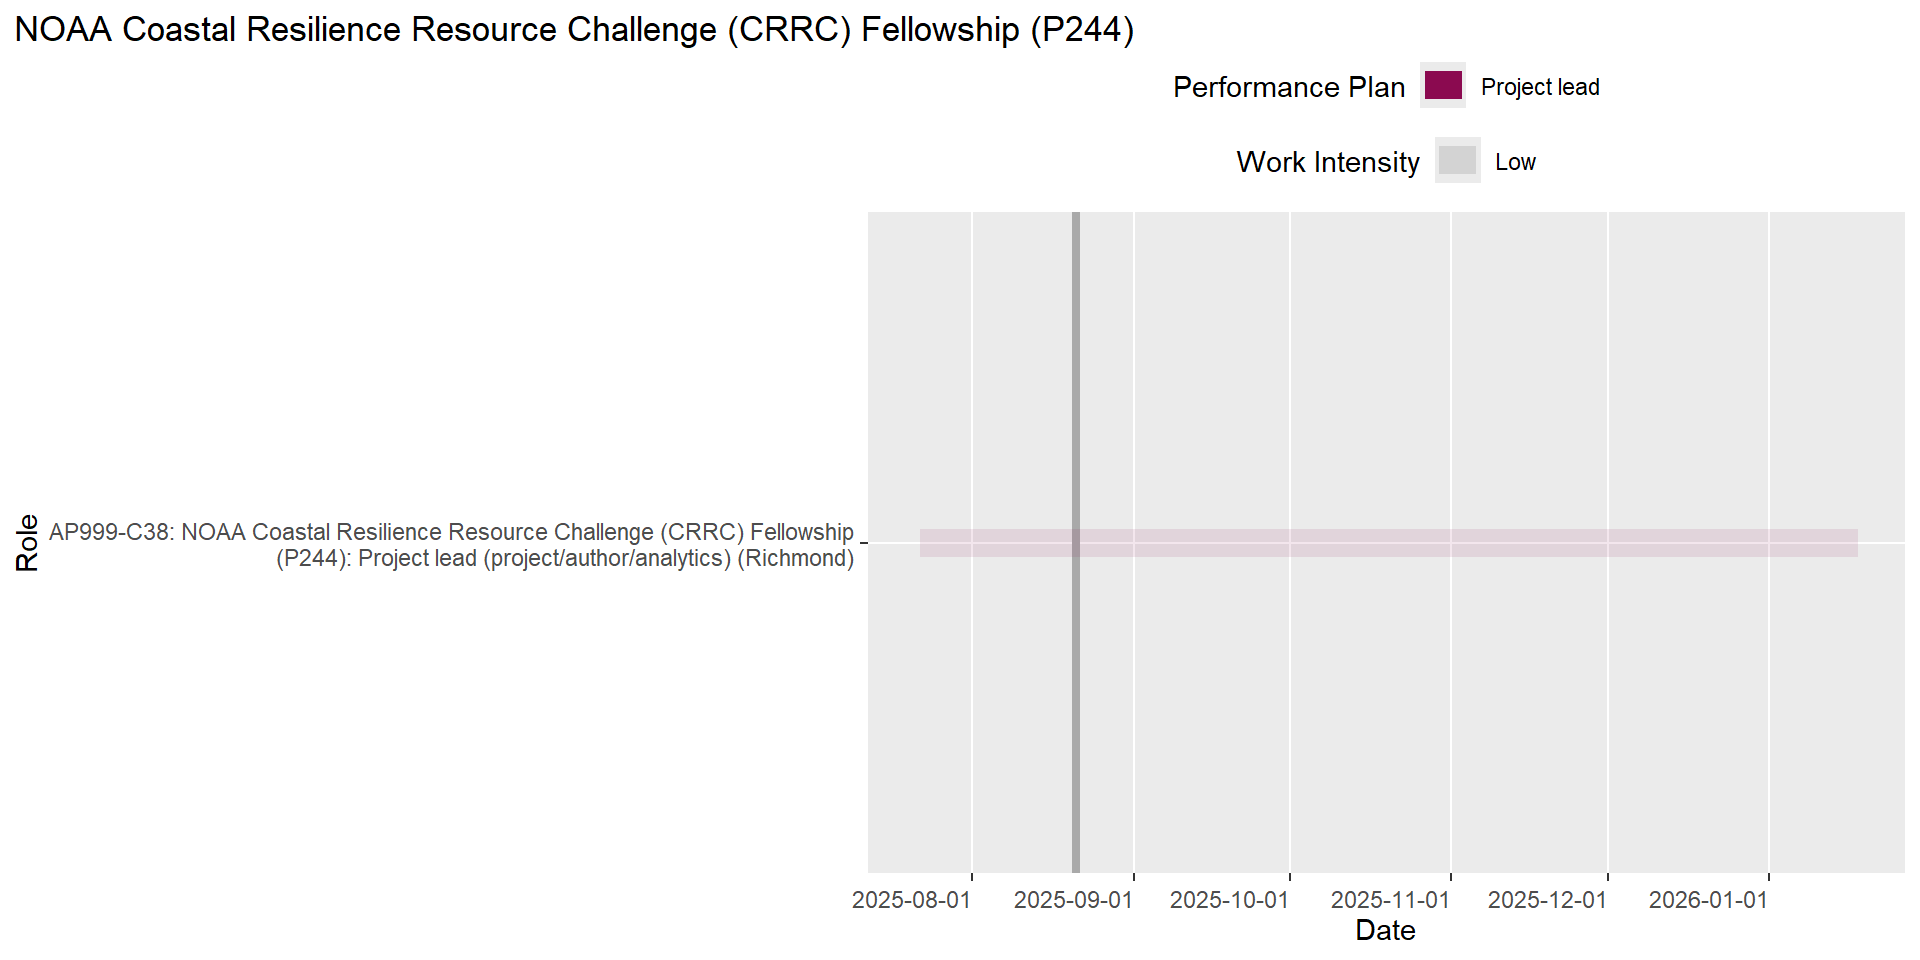 NOAA Coastal Resilience Resource Challenge (CRRC) Fellowship (P244)
Performance Plan Project lead
Work Intensity Low
Role
AP999-C38: NOAA Coastal Resilience Resource Challenge (CRRC) Fellowship
(P244): Project lead (project/author/analytics) (Richmond)
2025-08-01 2025-09-01 2025-10-01 2025-11-01 2025-12-01 2026-01-01
Date